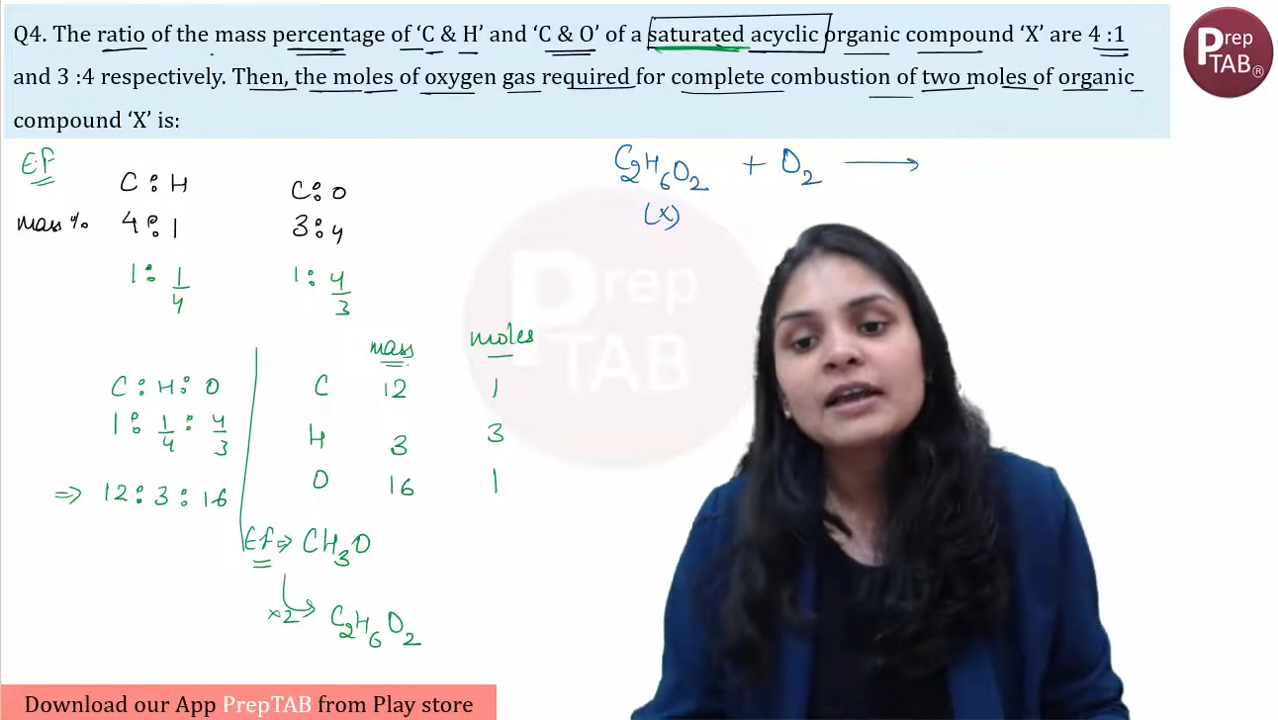 Q4. The ratio of the mass percentage of ‘C & H’ and ‘C & O’ of a saturated acyclic organic compound ‘X’ are 4 :1
and 3 :4 respectively. Then, the moles of oxygen gas required for complete combustion of two moles of organic
compound ‘X’ is:
Prep
TAB®
Ef
C : H
C : O
mass % 4 : 1
3 : 4
1 : 1/4
1 : 4/3
C₂H₆O₂ + O₂ ⟶
(X)
Prep
TAB
mass moles
C : H : O
1 : 1/4 : 4/3
⇒ 12 : 3 : 16
C 12 1
H 3 3
O 16 1
Ef ⇒ CH₃O
×2 → C₂H₆O₂
Download our App PrepTAB from Play store